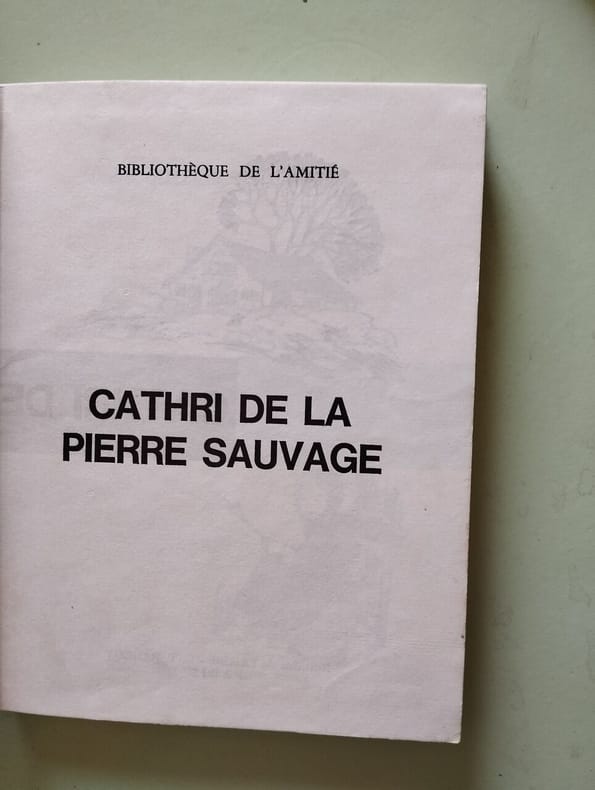 BIBLIOTHÈQUE DE L'AMITIÉ
CATHRI DE LA
PIERRE SAUVAGE